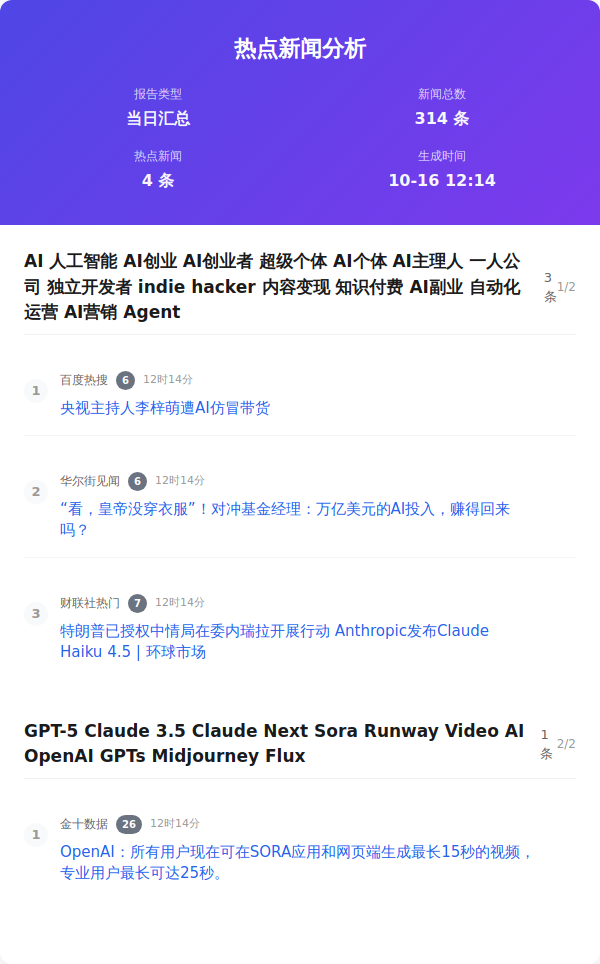 热点新闻分析
报告类型
新闻总数
当日汇总
314 条
热点新闻
生成时间
4 条
10-16 12:14
AI 人工智能 AI创业 AI创业者 超级个体 AI个体 AI主理人 一人公
司 独立开发者 indie hacker 内容变现 知识付费 AI副业 自动化
运营 AI营销 Agent
3
条
1/2
1
百度热搜 6 12时14分
央视主持人李梓萌遭AI仿冒带货
2
华尔街见闻 6 12时14分
“看，皇帝没穿衣服”！对冲基金经理：万亿美元的AI投入，赚得回来
吗？
3
财联社热门 7 12时14分
特朗普已授权中情局在委内瑞拉开展行动 Anthropic发布Claude
Haiku 4.5 | 环球市场
GPT-5 Claude 3.5 Claude Next Sora Runway Video AI
OpenAI GPTs Midjourney Flux
1
条
2/2
1
金十数据 26 12时14分
OpenAI：所有用户现在可在SORA应用和网页端生成最长15秒的视频，
专业用户最长可达25秒。